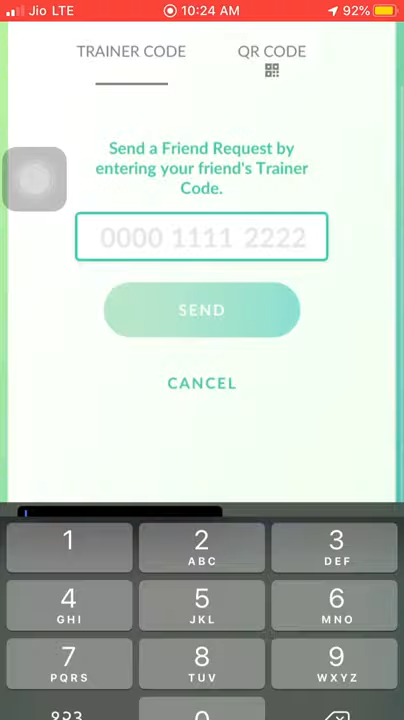 Jio LTE 10:24 AM 92%
TRAINER CODE QR CODE
Send a Friend Request by
entering your friend's Trainer
Code.
0000 1111 2222
SEND
CANCEL
1 2 3
ABC DEF
4 5 6
GHI JKL MNO
7 8 9
PQRS TUV WXYZ